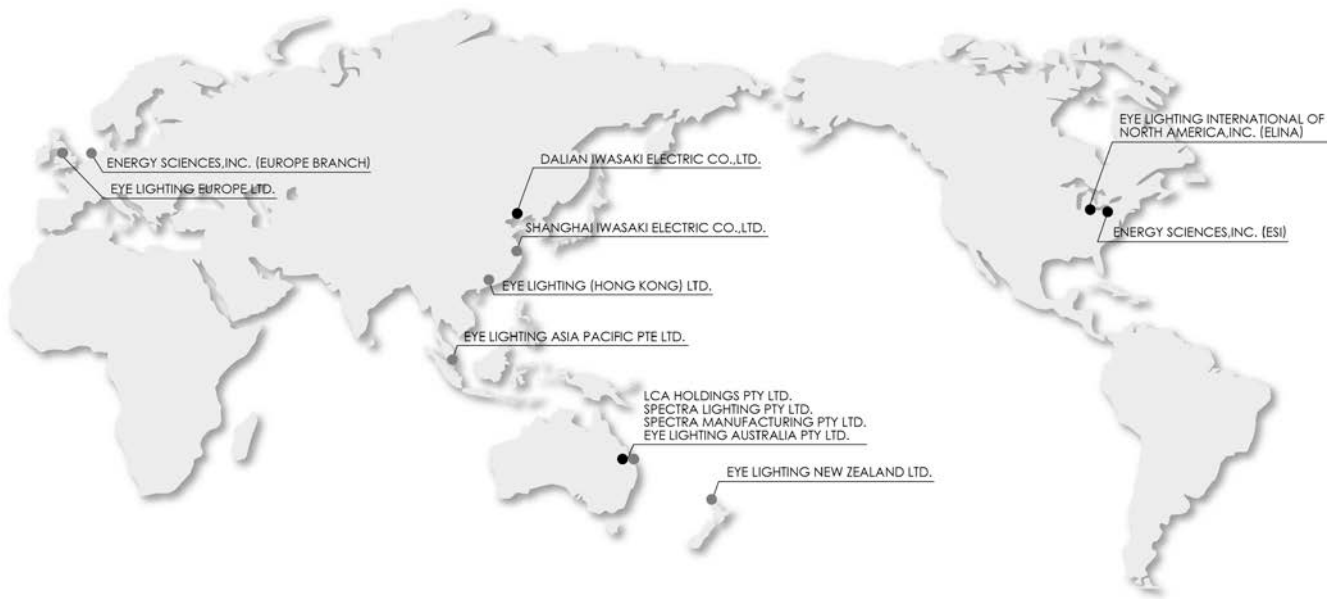 ENERGY SCIENCES,INC. (EUROPE BRANCH)
EYE LIGHTING EUROPE LTD.
DALIAN IWASAKI ELECTRIC CO.,LTD.
SHANGHAI IWASAKI ELECTRIC CO.,LTD.
EYE LIGHTING (HONG KONG) LTD.
EYE LIGHTING ASIA PACIFIC PTE LTD.
LCA HOLDINGS PTY LTD.
SPECTRA LIGHTING PTY LTD.
SPECTRA MANUFACTURING PTY LTD.
EYE LIGHTING AUSTRALIA PTY LTD.
EYE LIGHTING NEW ZEALAND LTD.
EYE LIGHTING INTERNATIONAL OF
NORTH AMERICA,INC. (ELINA)
ENERGY SCIENCES,INC. (ESI)